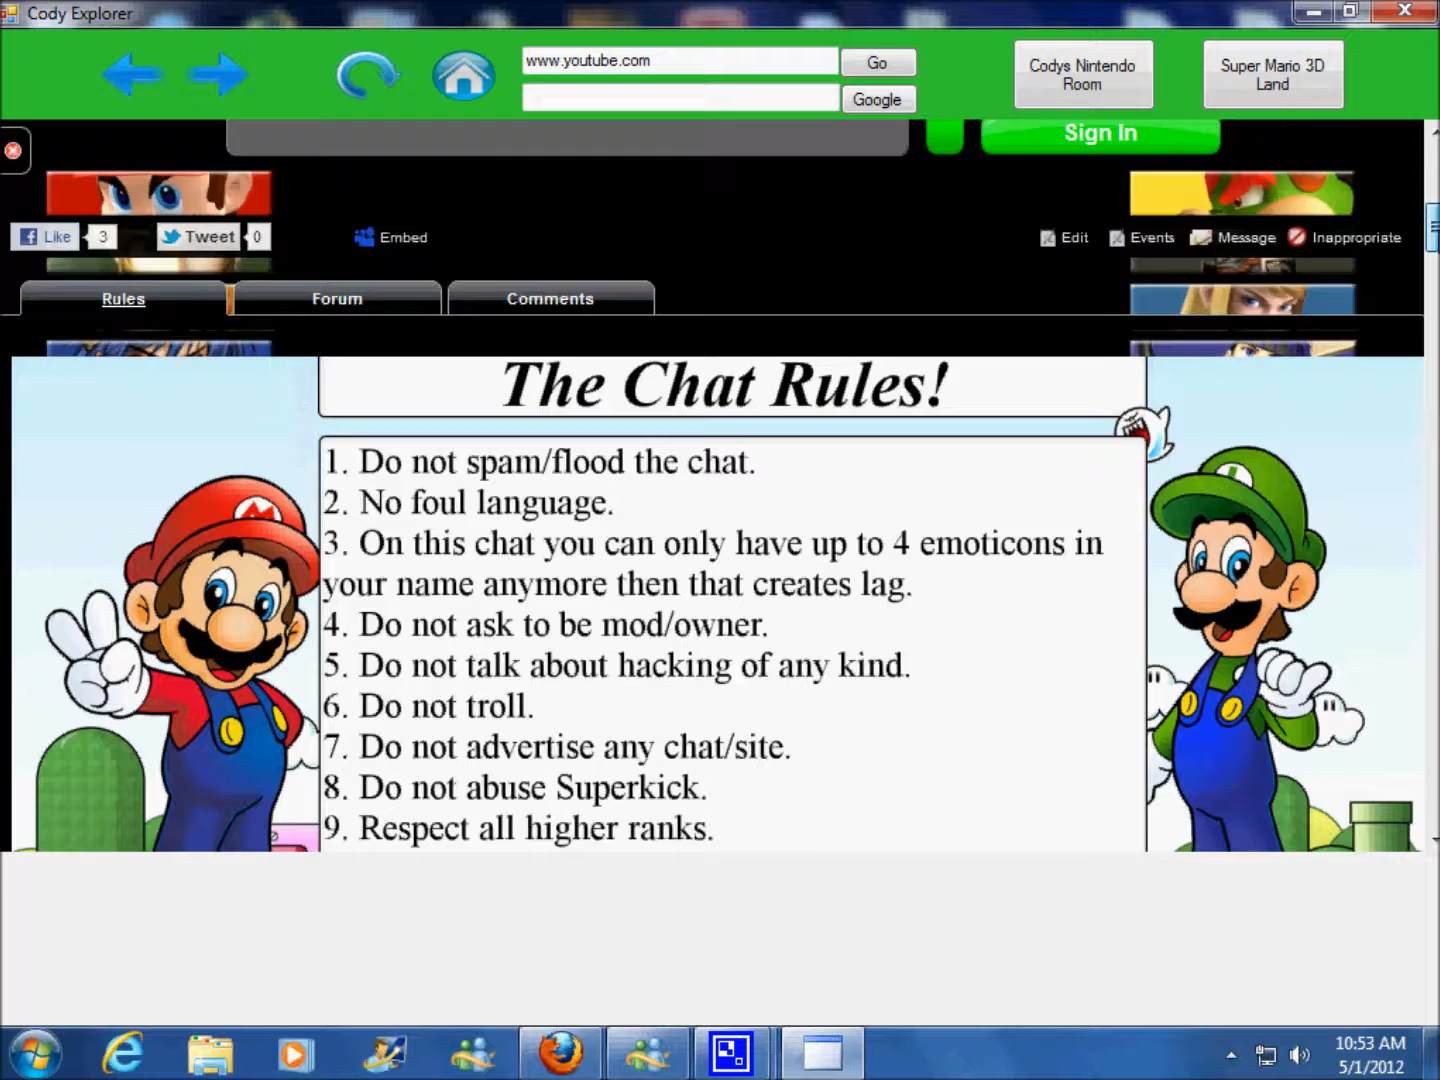 Cody Explorer
www.youtube.com
Go
Google
Codys Nintendo
Room
Super Mario 3D
Land
Sign In
Like
3
Tweet
0
Embed
Edit
Events
Message
Inappropriate
Rules
Forum
Comments
The Chat Rules!
1. Do not spam/flood the chat.
2. No foul language.
3. On this chat you can only have up to 4 emoticons in
your name anymore then that creates lag.
4. Do not ask to be mod/owner.
5. Do not talk about hacking of any kind.
6. Do not troll.
7. Do not advertise any chat/site.
8. Do not abuse Superkick.
9. Respect all higher ranks.
10:53 AM
5/1/2012